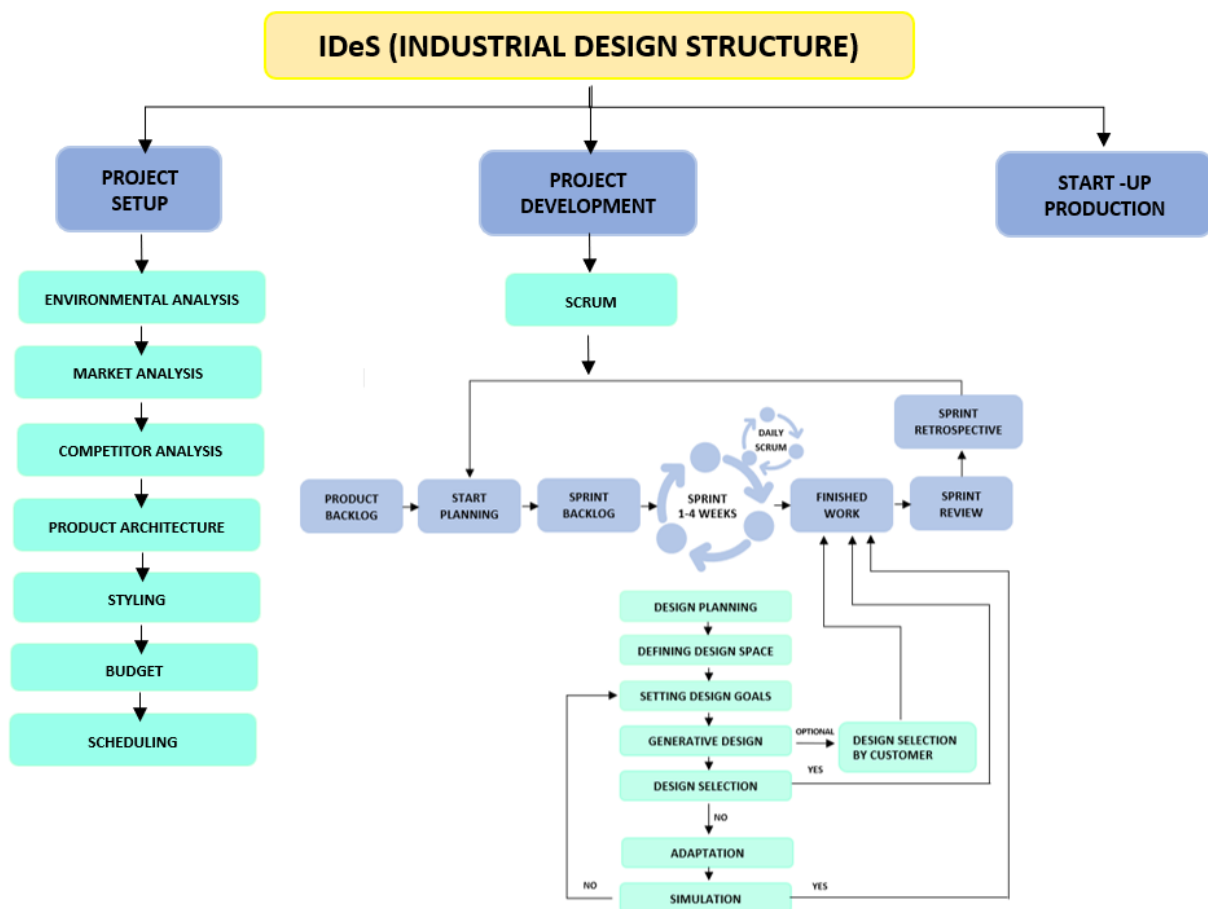 IDeS (INDUSTRIAL DESIGN STRUCTURE)
PROJECT
SETUP
PROJECT
DEVELOPMENT
START -UP
PRODUCTION
ENVIRONMENTAL ANALYSIS
MARKET ANALYSIS
COMPETITOR ANALYSIS
PRODUCT ARCHITECTURE
STYLING
BUDGET
SCHEDULING
SCRUM
PRODUCT
BACKLOG
START
PLANNING
SPRINT
BACKLOG
SPRINT
1-4 WEEKS
DAILY
SCRUM
FINISHED
WORK
SPRINT
REVIEW
SPRINT
RETROSPECTIVE
DESIGN PLANNING
DEFINING DESIGN SPACE
SETTING DESIGN GOALS
GENERATIVE DESIGN
OPTIONAL
DESIGN SELECTION
BY CUSTOMER
DESIGN SELECTION
YES
NO
ADAPTATION
SIMULATION
NO
YES